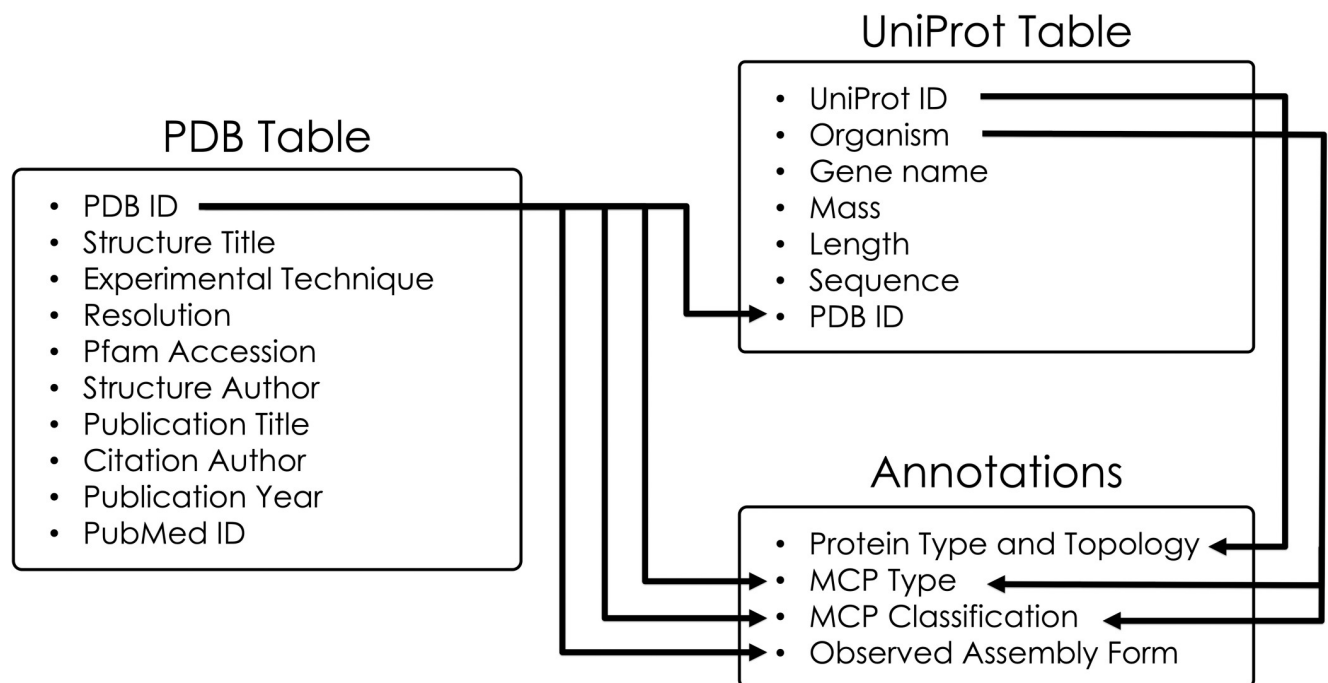 PDB Table
• PDB ID
• Structure Title
• Experimental Technique
• Resolution
• Pfam Accession
• Structure Author
• Publication Title
• Citation Author
• Publication Year
• PubMed ID
UniProt Table
• UniProt ID
• Organism
• Gene name
• Mass
• Length
• Sequence
• PDB ID
Annotations
• Protein Type and Topology
• MCP Type
• MCP Classification
• Observed Assembly Form